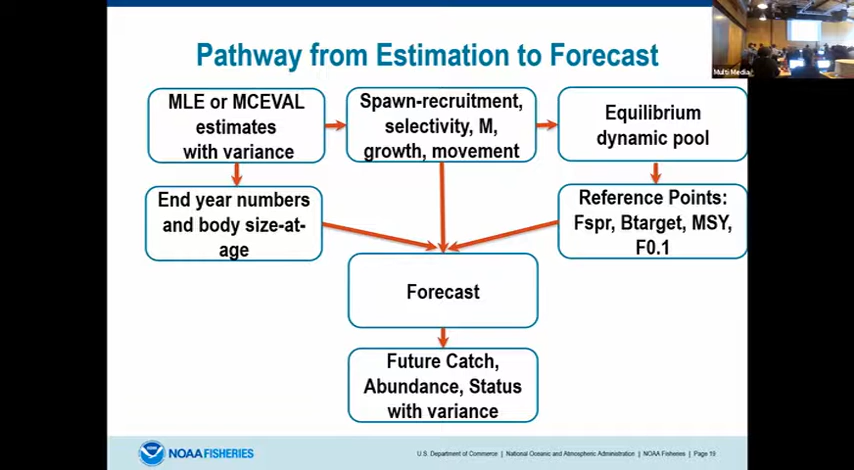 Pathway from Estimation to Forecast
MLE or MCEVAL
estimates
with variance
Spawn-recruitment,
selectivity, M,
growth, movement
Equilibrium
dynamic pool
End year numbers
and body size-at-
age
Reference Points:
Fspr, Btarget, MSY,
F0.1
Forecast
Future Catch,
Abundance, Status
with variance
NOAA FISHERIES
U.S. Department of Commerce | National Oceanic and Atmospheric Administration | NOAA Fisheries | Page 19
Multi Media